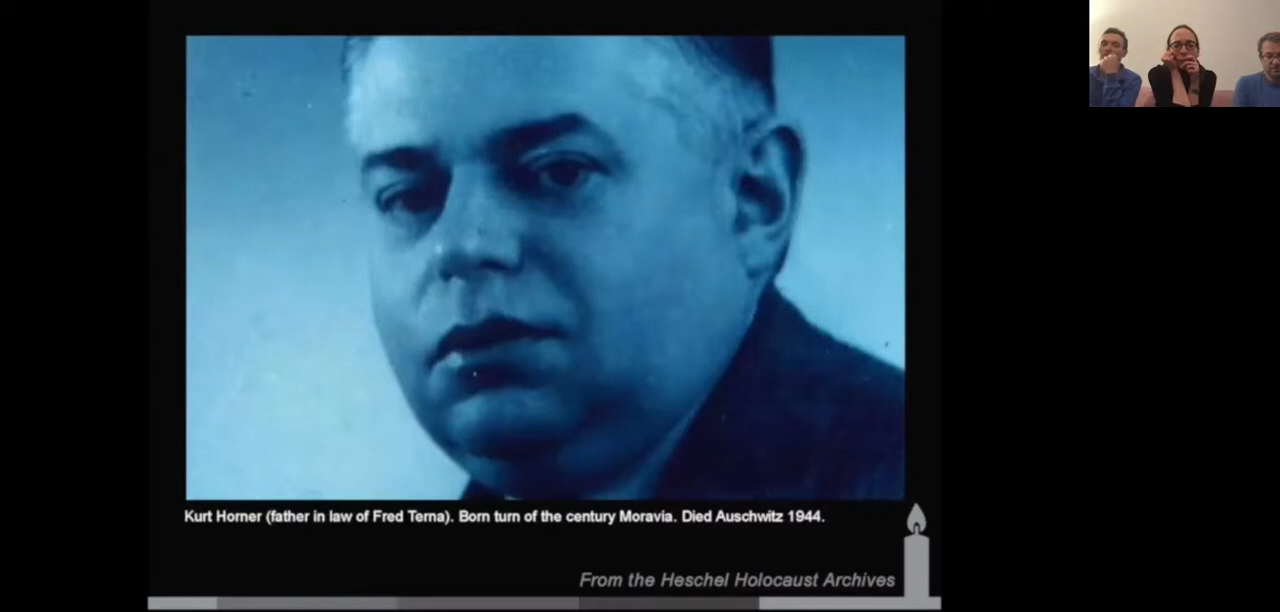 Kurt Horner (father in law of Fred Terna). Born turn of the century Moravia. Died Auschwitz 1944.
From the Heschel Holocaust Archives